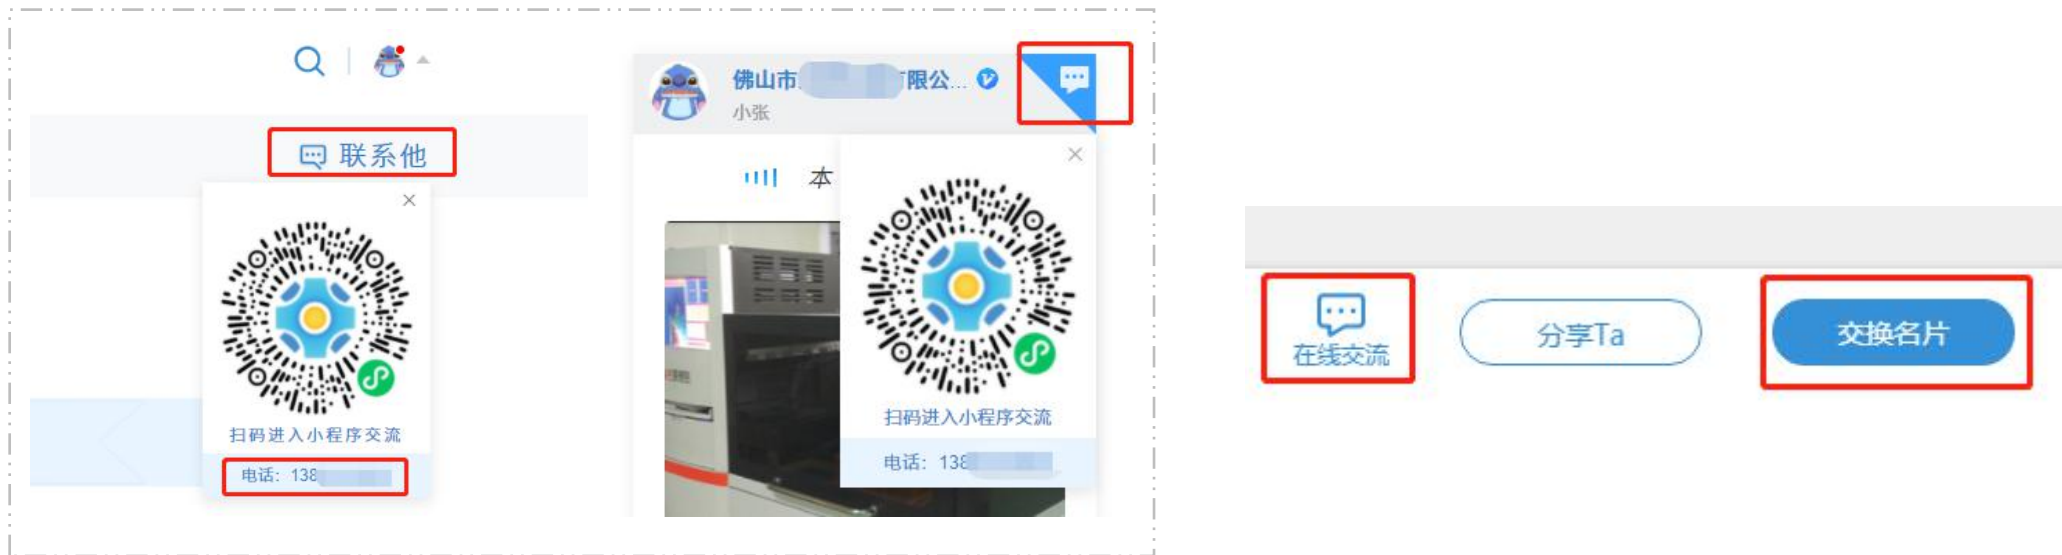 联系他
扫码进入小程序交流
电话：138
佛山市 有限公...
小张
本
扫码进入小程序交流
电话：138
在线交流
分享Ta
交换名片